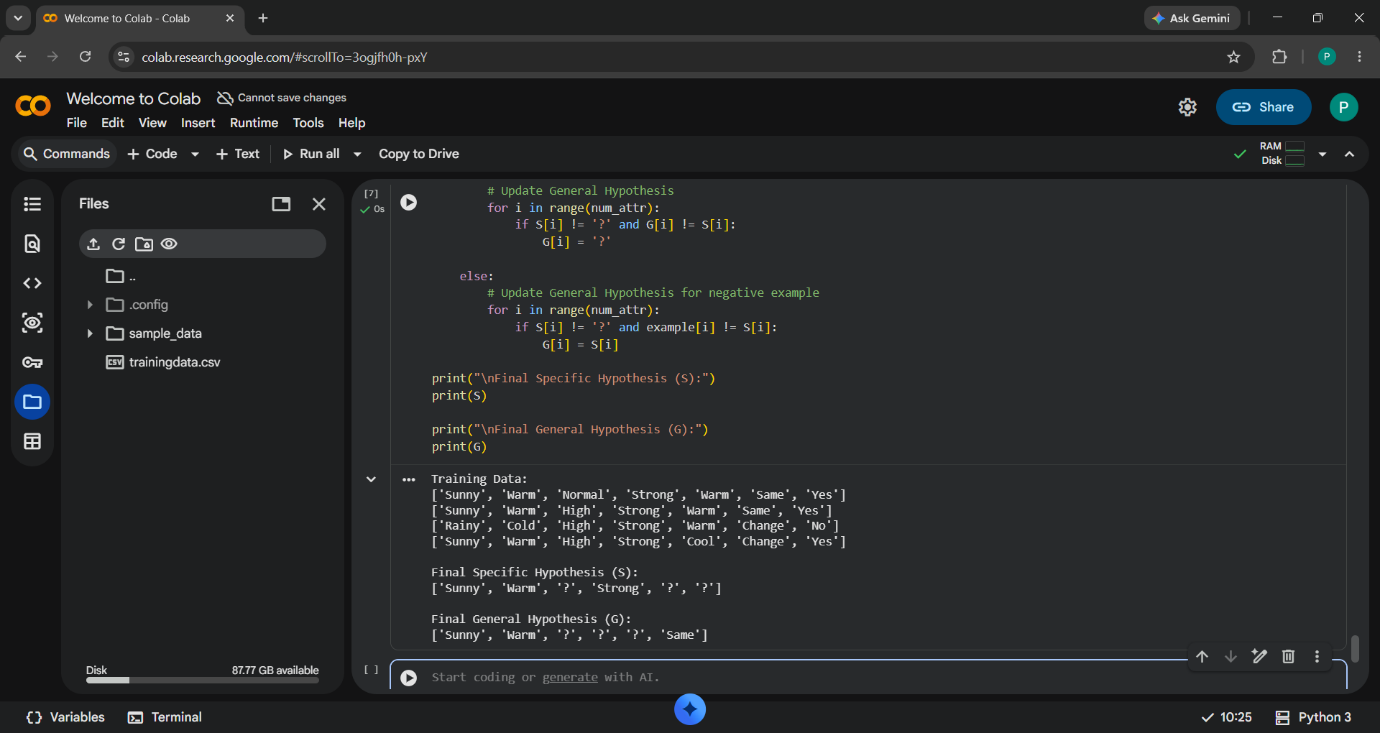 Welcome to Colab - Colab
Ask Gemini
colab.research.google.com/#scrollTo=3ogjfh0h-pxY
P
Welcome to Colab
Cannot save changes
File Edit View Insert Runtime Tools Help
Share
P
Commands
+ Code
+ Text
Run all
Copy to Drive
RAM
Disk
Files
..
.config
sample_data
CSV trainingdata.csv
Disk
87.77 GB available
[7]
0s
# Update General Hypothesis
for i in range(num_attr):
if S[i] != '?' and G[i] != S[i]:
G[i] = '?'
else:
# Update General Hypothesis for negative example
for i in range(num_attr):
if S[i] != '?' and example[i] != S[i]:
G[i] = S[i]
print("\nFinal Specific Hypothesis (S):")
print(S)
print("\nFinal General Hypothesis (G):")
print(G)
Training Data:
['Sunny', 'Warm', 'Normal', 'Strong', 'Warm', 'Same', 'Yes']
['Sunny', 'Warm', 'High', 'Strong', 'Warm', 'Same', 'Yes']
['Rainy', 'Cold', 'High', 'Strong', 'Warm', 'Change', 'No']
['Sunny', 'Warm', 'High', 'Strong', 'Cool', 'Change', 'Yes']
Final Specific Hypothesis (S):
['Sunny', 'Warm', '?', 'Strong', '?', '?']
Final General Hypothesis (G):
['Sunny', 'Warm', '?', '?', '?', 'Same']
[ ]
Start coding or generate with AI.
{} Variables
Terminal
10:25
Python 3